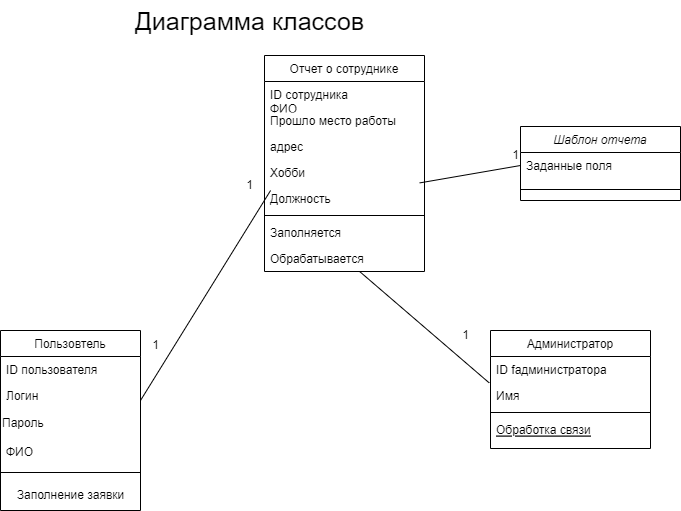 Диаграмма классов
Отчет о сотруднике
ID сотрудника
ФИО
Прошло место работы
адрес
Хобби
Должность
Заполняется
Обрабатывается
1
1
Шаблон отчета
Заданные поля
1
1
Пользовтель
ID пользователя
Логин
Пароль
ФИО
Заполнение заявки
Администратор
ID fадминистратора
Имя
Обработка связи